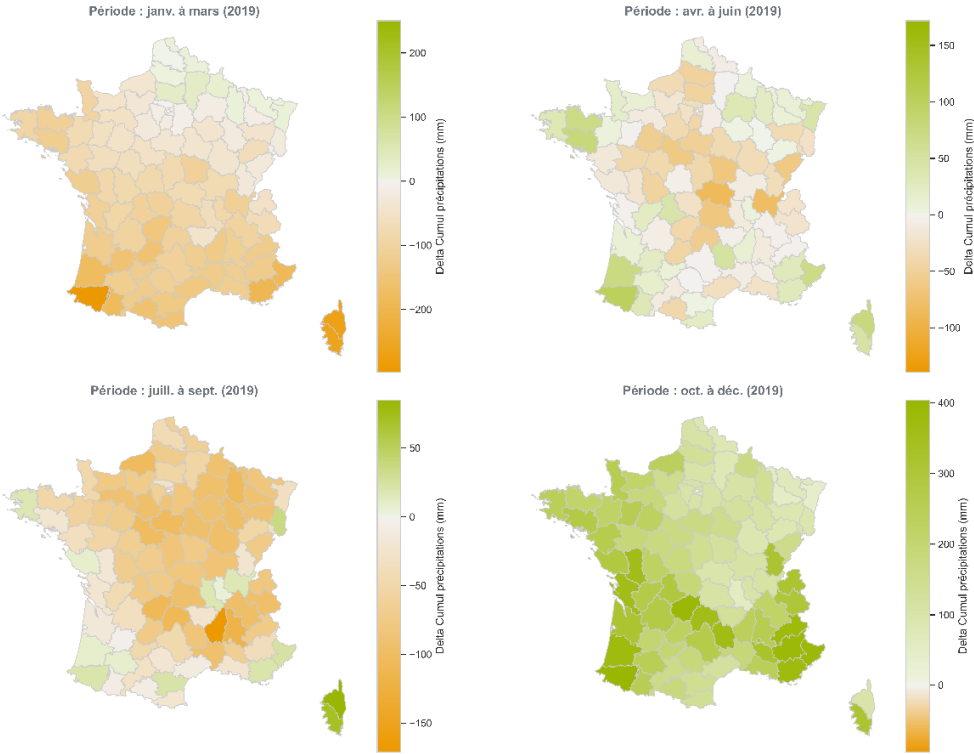 Période : janv. à mars (2019)
200
100
0
−100
−200
Delta Cumul précipitations (mm)
Période : avr. à juin (2019)
150
100
50
0
−50
−100
Delta Cumul précipitations (mm)
Période : juill. à sept. (2019)
50
0
−50
−100
−150
Delta Cumul précipitations (mm)
Période : oct. à déc. (2019)
400
300
200
100
0
Delta Cumul précipitations (mm)